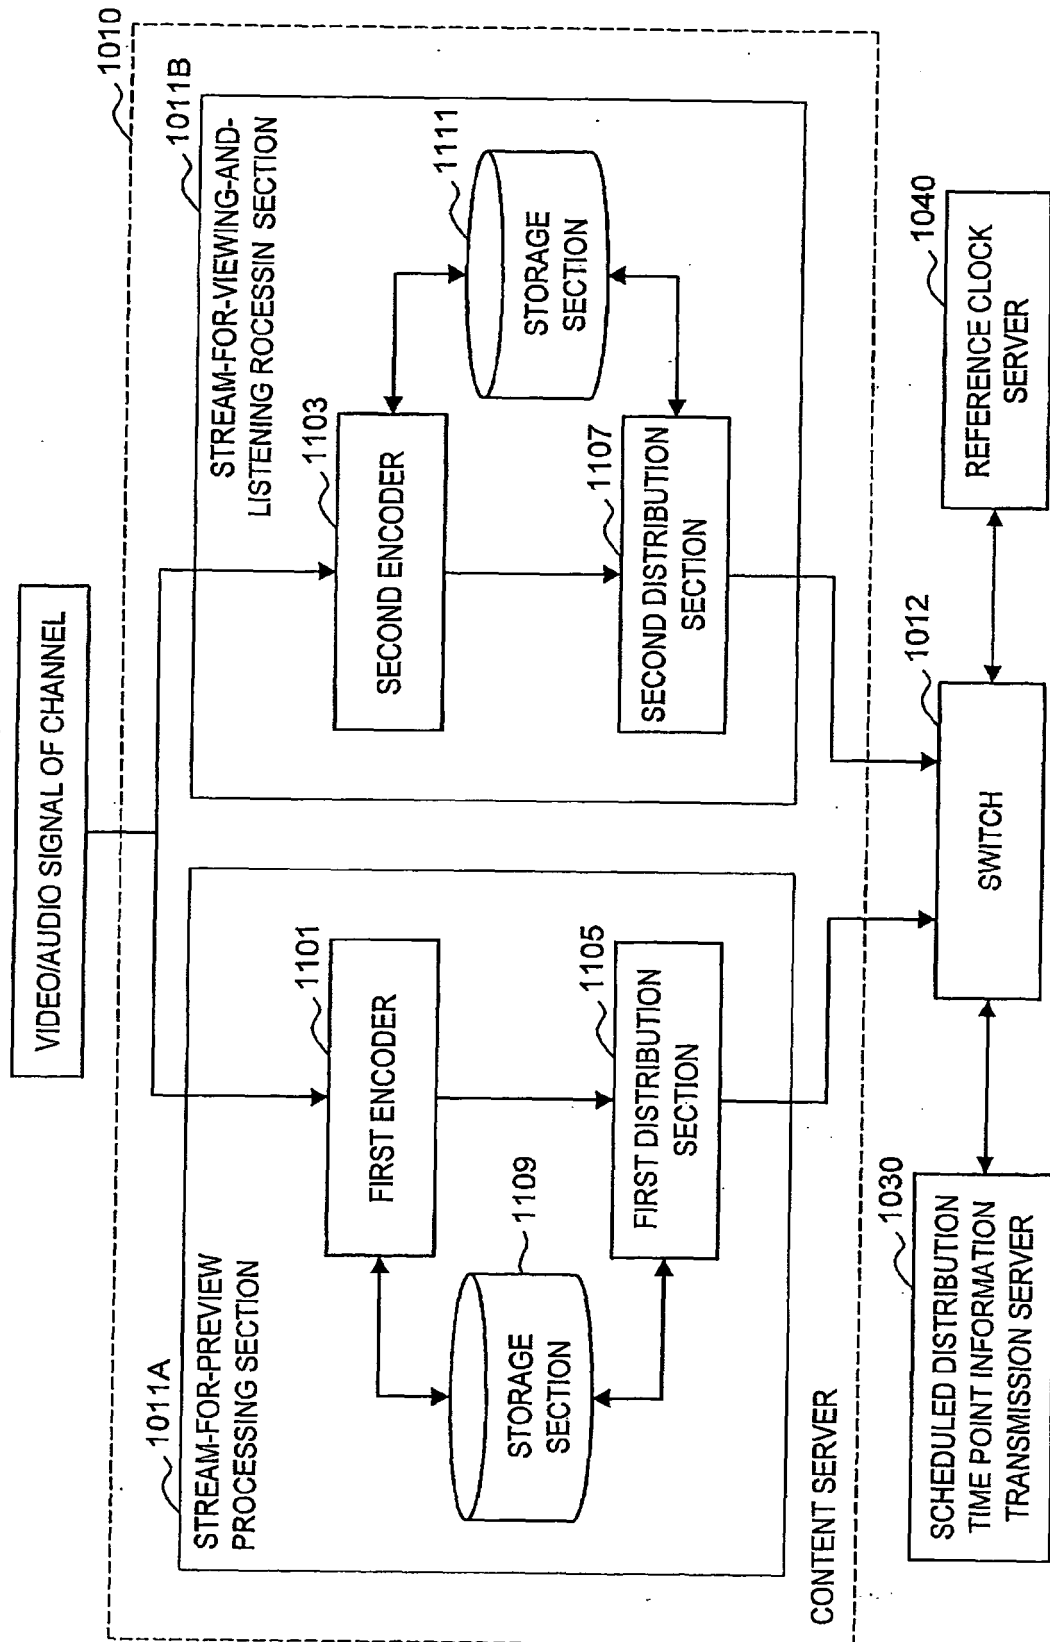 VIDEO/AUDIO SIGNAL OF CHANNEL
1010
1011A
STREAM-FOR-PREVIEW
PROCESSING SECTION
1101
FIRST ENCODER
1109
STORAGE
SECTION
1105
FIRST DISTRIBUTION
SECTION
1011B
STREAM-FOR-VIEWING-AND-
LISTENING ROCESSIN SECTION
1103
SECOND ENCODER
1111
STORAGE
SECTION
1107
SECOND DISTRIBUTION
SECTION
CONTENT SERVER
1030
SCHEDULED DISTRIBUTION
TIME POINT INFORMATION
TRANSMISSION SERVER
1012
SWITCH
1040
REFERENCE CLOCK
SERVER